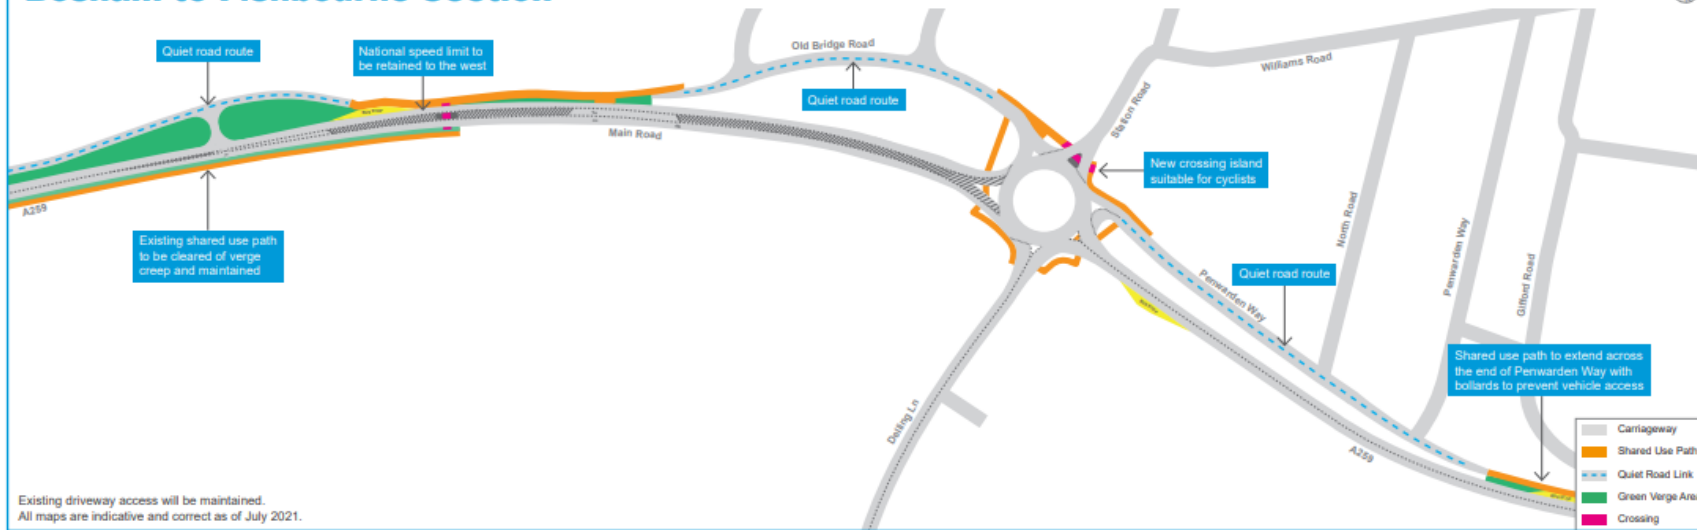 Bosham to Fishbourne Section
Quiet road route
National speed limit to
be retained to the west
Old Bridge Road
Williams Road
Quiet road route
Station Road
Main Road
New crossing island
suitable for cyclists
A259
Existing shared use path
to be cleared of verge
creep and maintained
North Road
Penwarden Way
Gifford Road
Quiet road route
Penwarden Way
Shared use path to extend across
the end of Penwarden Way with
bollards to prevent vehicle access
Delling Ln
A259
Carriageway
Shared Use Path
Quiet Road Link
Green Verge Area
Crossing
Existing driveway access will be maintained.
All maps are indicative and correct as of July 2021.